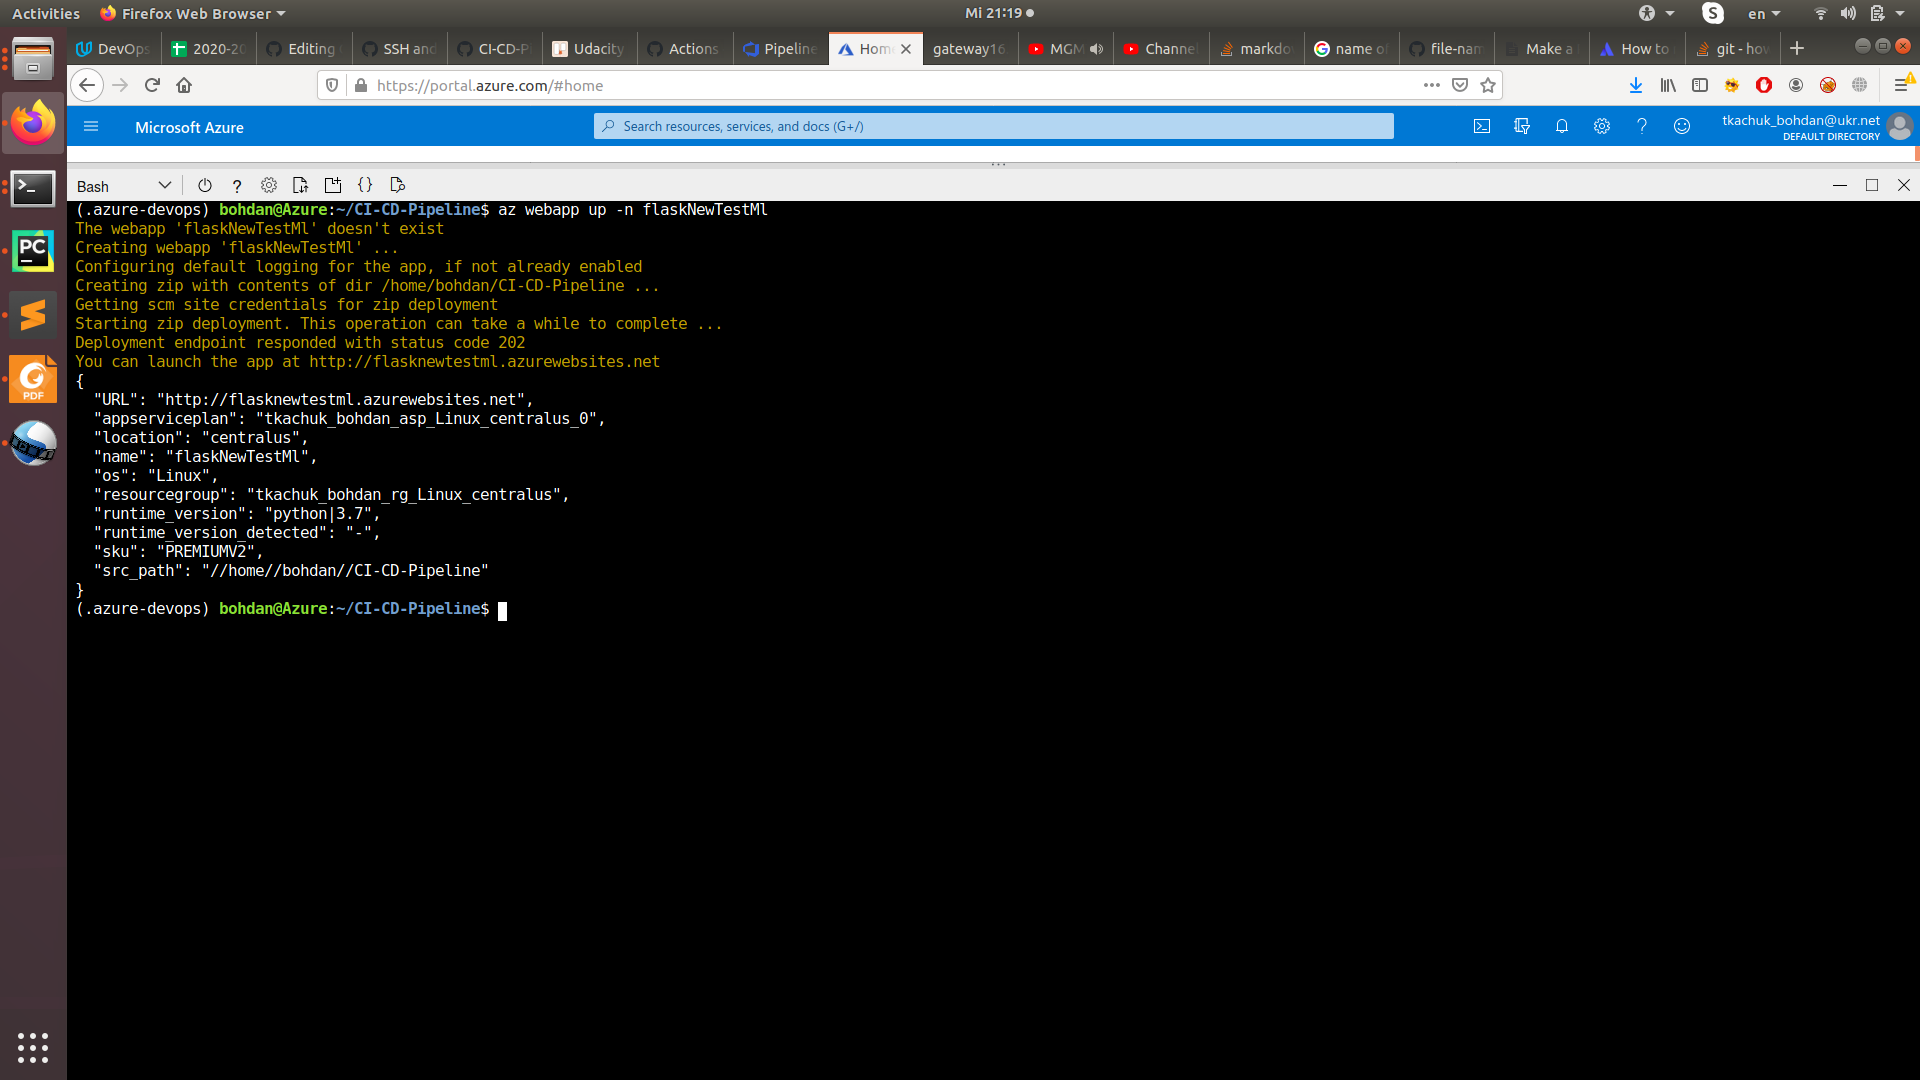 Activities Firefox Web Browser Mi 21:19 en
DevOps 2020-20 Editing SSH and CI-CD-P Udacity Actions Pipeline Home gateway16 MGM Channel markdo name o file-nam Make a How to git - how
https://portal.azure.com/#home
Microsoft Azure Search resources, services, and docs (G+/) tkachuk_bohdan@ukr.net
DEFAULT DIRECTORY
Bash
(.azure-devops) bohdan@Azure:~/CI-CD-Pipeline$ az webapp up -n flaskNewTestMl
The webapp 'flaskNewTestMl' doesn't exist
Creating webapp 'flaskNewTestMl' ...
Configuring default logging for the app, if not already enabled
Creating zip with contents of dir /home/bohdan/CI-CD-Pipeline ...
Getting scm site credentials for zip deployment
Starting zip deployment. This operation can take a while to complete ...
Deployment endpoint responded with status code 202
You can launch the app at http://flasknewtestml.azurewebsites.net
{
"URL": "http://flasknewtestml.azurewebsites.net",
"appserviceplan": "tkachuk_bohdan_asp_Linux_centralus_0",
"location": "centralus",
"name": "flaskNewTestMl",
"os": "Linux",
"resourcegroup": "tkachuk_bohdan_rg_Linux_centralus",
"runtime_version": "python|3.7",
"runtime_version_detected": "-",
"sku": "PREMIUMV2",
"src_path": "//home//bohdan//CI-CD-Pipeline"
}
(.azure-devops) bohdan@Azure:~/CI-CD-Pipeline$
PC
PDF